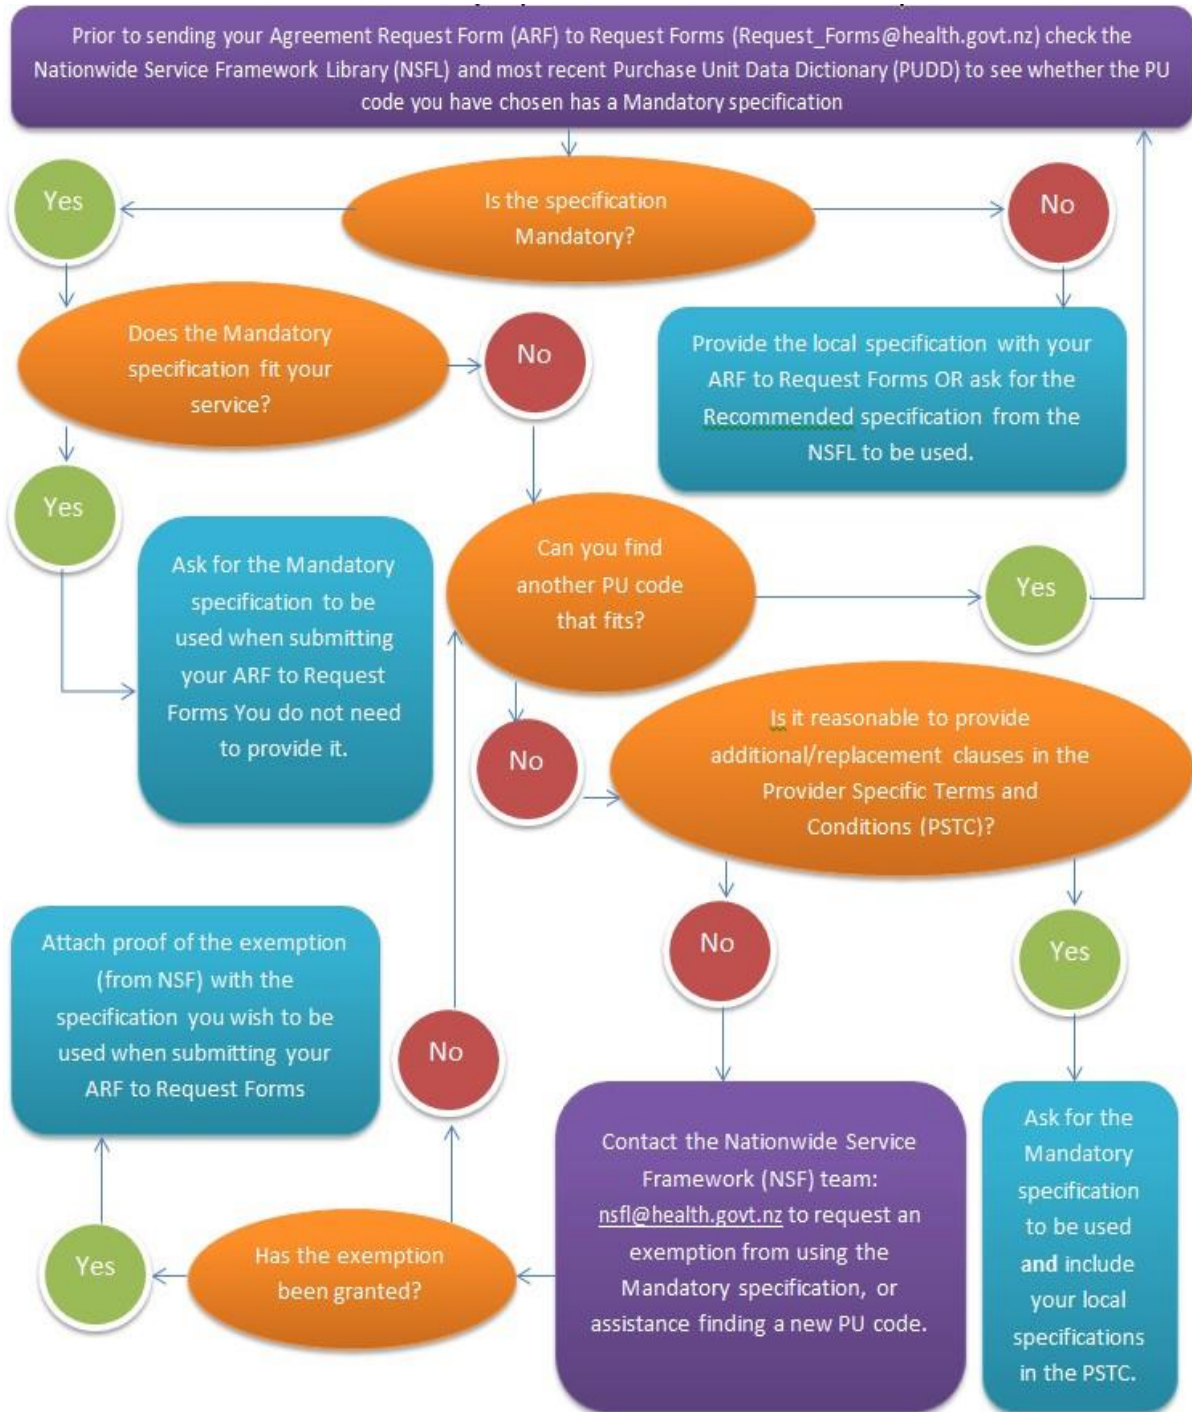 Prior to sending your Agreement Request Form (ARF) to Request Forms (Request_Forms@health.govt.nz) check the
Nationwide Service Framework Library (NSFL) and most recent Purchase Unit Data Dictionary (PUDD) to see whether the PU
code you have chosen has a Mandatory specification
Is the specification
Mandatory?
Yes
No
Does the Mandatory
specification fit your
service?
No
Provide the local specification with your
ARF to Request Forms OR ask for the
Recommended specification from the
NSFL to be used.
Yes
Ask for the Mandatory
specification to be
used when submitting
your ARF to Request
Forms You do not need
to provide it.
Can you find
another PU code
that fits?
Yes
No
Is it reasonable to provide
additional/replacement clauses in the
Provider Specific Terms and
Conditions (PSTC)?
No
Yes
Attach proof of the exemption
(from NSF) with the
specification you wish to be
used when submitting your
ARF to Request Forms
No
Contact the Nationwide Service
Framework (NSF) team:
nsfl@health.govt.nz to request an
exemption from using the
Mandatory specification, or
assistance finding a new PU code.
Ask for the
Mandatory
specification
to be used
and include
your local
specifications
in the PSTC.
Yes
Has the exemption
been granted?